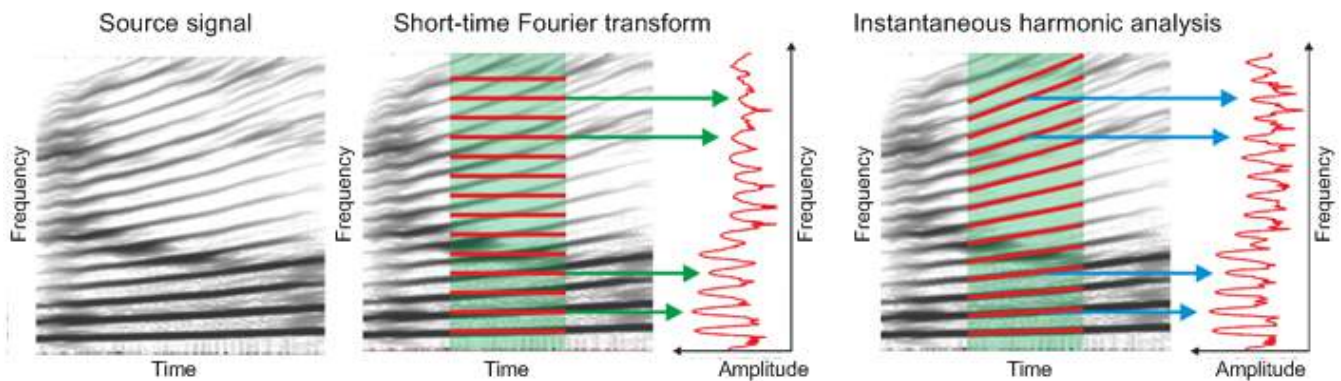 Source signal
Short-time Fourier transform
Instantaneous harmonic analysis
Frequency
Time
Frequency
Time
Amplitude
Frequency
Frequency
Time
Amplitude
Frequency